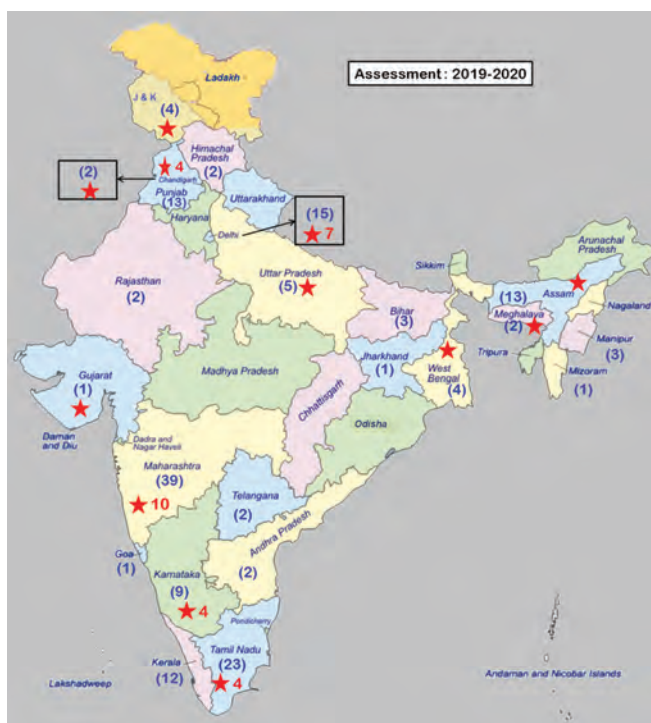 Assessment: 2019-2020
Ladakh
J & K
(4)
Himachal
Pradesh
(2)
(2)
4
Chandigarh
Punjab
(13)
Uttarakhand
Haryana
(15)
7
Delhi
Arunachal
Pradesh
Sikkim
Rajasthan
(2)
Uttar Pradesh
(5)
(13)
Assam
Nagaland
Bihar
(3)
Meghalaya
(2)
Manipur
(3)
Gujarat
(1)
Jharkhand
(1)
Tripura
Madhya Pradesh
West
Bengal
(4)
Mizoram
(1)
Chhattisgarh
Daman
and Diu
Odisha
Dadra and
Nagar Haveli
Maharashtra
(39)
10
Telangana
(2)
Andhra Pradesh
(2)
Goa
(1)
Karnataka
(9)
4
Pondicherry
Kerala
(12)
Tamil Nadu
(23)
4
Lakshadweep
Andaman and Nicobar Islands